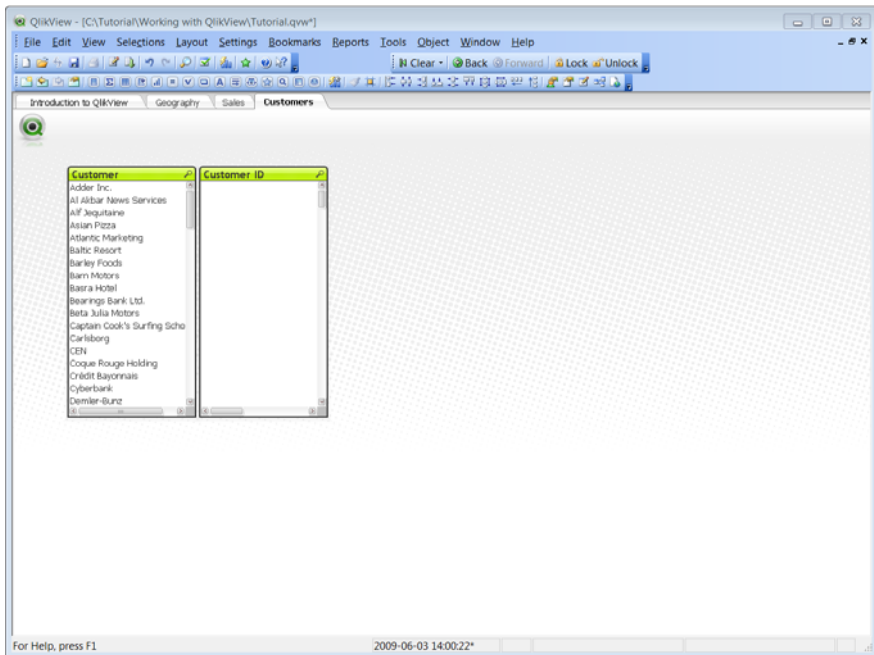 QlikView - [C:\Tutorial\Working with QlikView\Tutorial.qvw*]
File Edit View Selections Layout Settings Bookmarks Reports Tools Object Window Help
Clear Back Forward Lock Unlock
Introduction to QlikView Geography Sales Customers
Customer Customer ID
Adder Inc.
Al Akbar News Services
Alf Jequitaine
Asian Pizza
Atlantic Marketing
Baltic Resort
Barley Foods
Barn Motors
Basra Hotel
Bearings Bank Ltd.
Beta Julia Motors
Captain Cook's Surfing Scho
Carlsborg
CEN
Coque Rouge Holding
Crédit Bayonnais
Cyberbank
Demler-Bunz
For Help, press F1 2009-06-03 14:00:22*